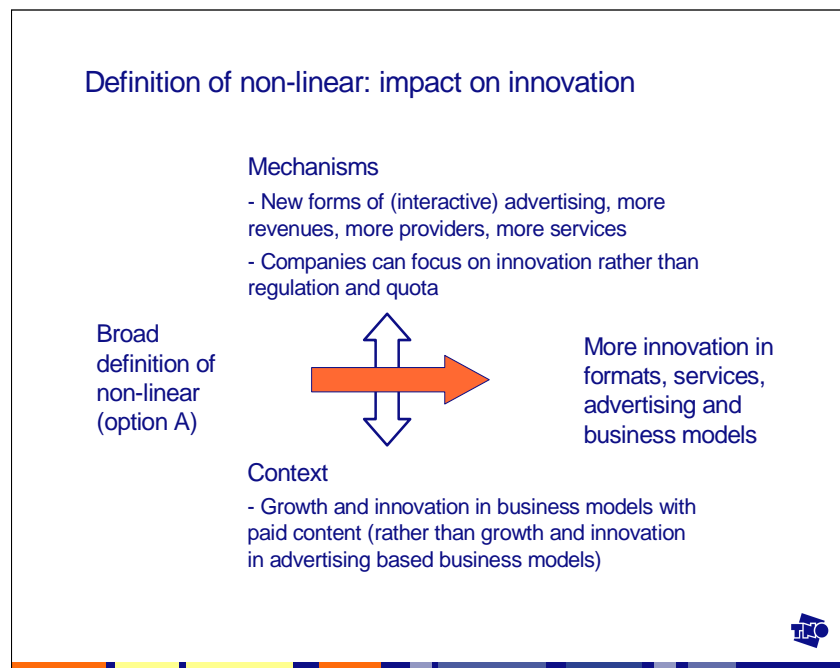 Definition of non-linear: impact on innovation
Mechanisms
- New forms of (interactive) advertising, more
revenues, more providers, more services
- Companies can focus on innovation rather than
regulation and quota
Broad
definition of
non-linear
(option A)
More innovation in
formats, services,
advertising and
business models
Context
- Growth and innovation in business models with
paid content (rather than growth and innovation
in advertising based business models)
TNO